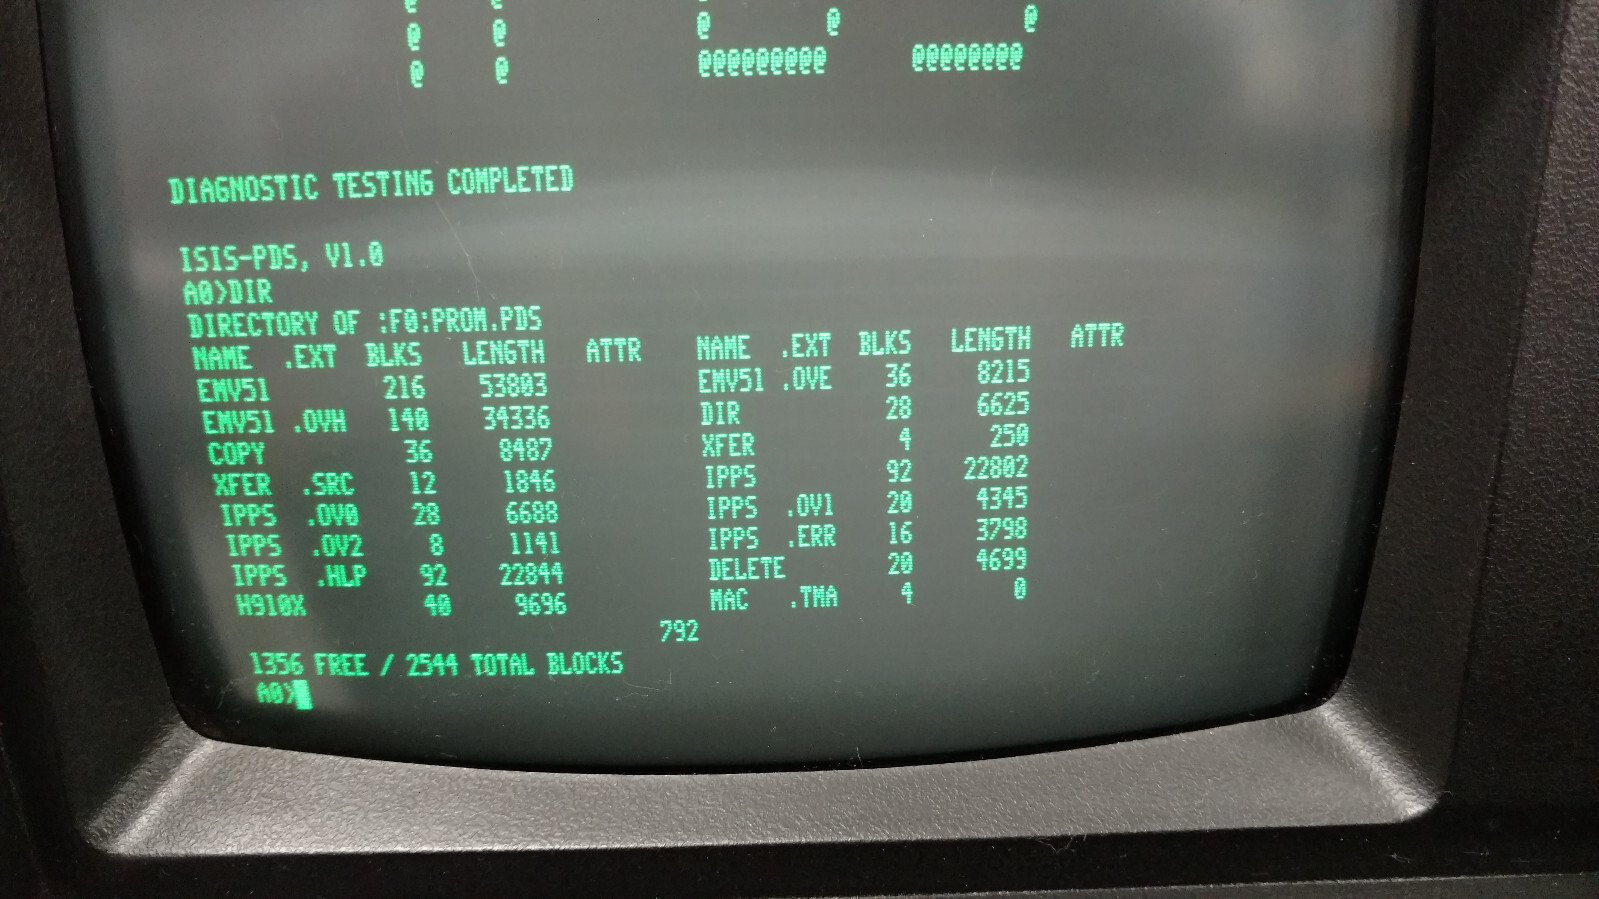 @ @ @ @ @
@ @ @@@@@@@@@ @@@@@@@@
DIAGNOSTIC TESTING COMPLETED
ISIS-PDS, V1.0
A0>DIR
DIRECTORY OF :F0:PROM.PDS
NAME .EXT BLKS LENGTH ATTR NAME .EXT BLKS LENGTH ATTR
EMV51 216 53803 EMV51 .OVE 36 8215
EMV51 .OVH 140 34336 DIR 28 6625
COPY 36 8487 XFER 4 250
XFER .SRC 12 1846 IPPS 92 22802
IPPS .OV0 28 6688 IPPS .OV1 20 4345
IPPS .OV2 8 1141 IPPS .ERR 16 3798
IPPS .HLP 92 22844 DELETE 20 4699
H910X 40 9696 MAC .TMA 4 0
792
1356 FREE / 2544 TOTAL BLOCKS
A0>